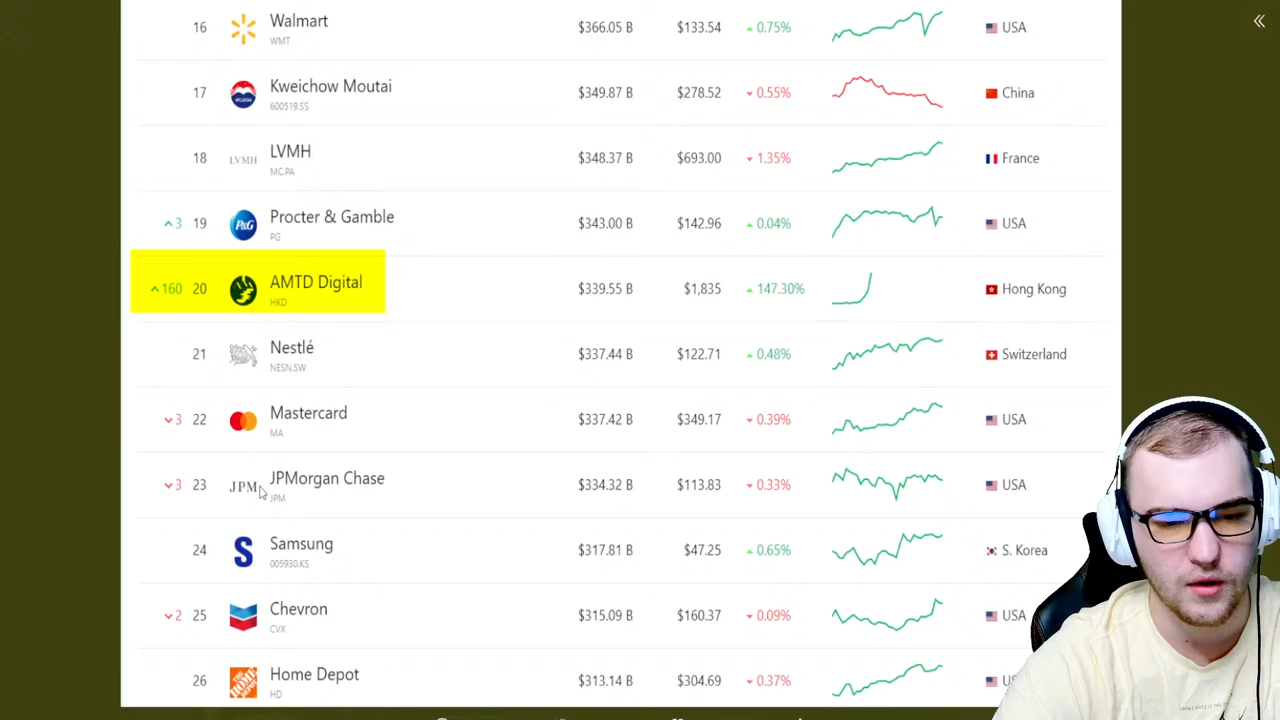 16 Walmart $366.05 B $133.54 0.75% USA
WMT
17 Kweichow Moutai $349.87 B $278.52 0.55% China
600519.SS
18 LVMH LVMH $348.37 B $693.00 1.35% France
MC.PA
3 19 P&G Procter & Gamble $343.00 B $142.96 0.04% USA
PG
160 20 AMTD Digital $339.55 B $1,835 147.30% Hong Kong
HKD
21 Nestlé $337.44 B $122.71 0.48% Switzerland
NESN.SW
3 22 Mastercard $337.42 B $349.17 0.39% USA
MA
3 23 JPM JPMorgan Chase $334.32 B $113.83 0.33% USA
JPM
24 S Samsung $317.81 B $47.25 0.65% S. Korea
005930.KS
2 25 Chevron $315.09 B $160.37 0.09% USA
CVX
26 Home Depot $313.14 B $304.69 0.37%
HD